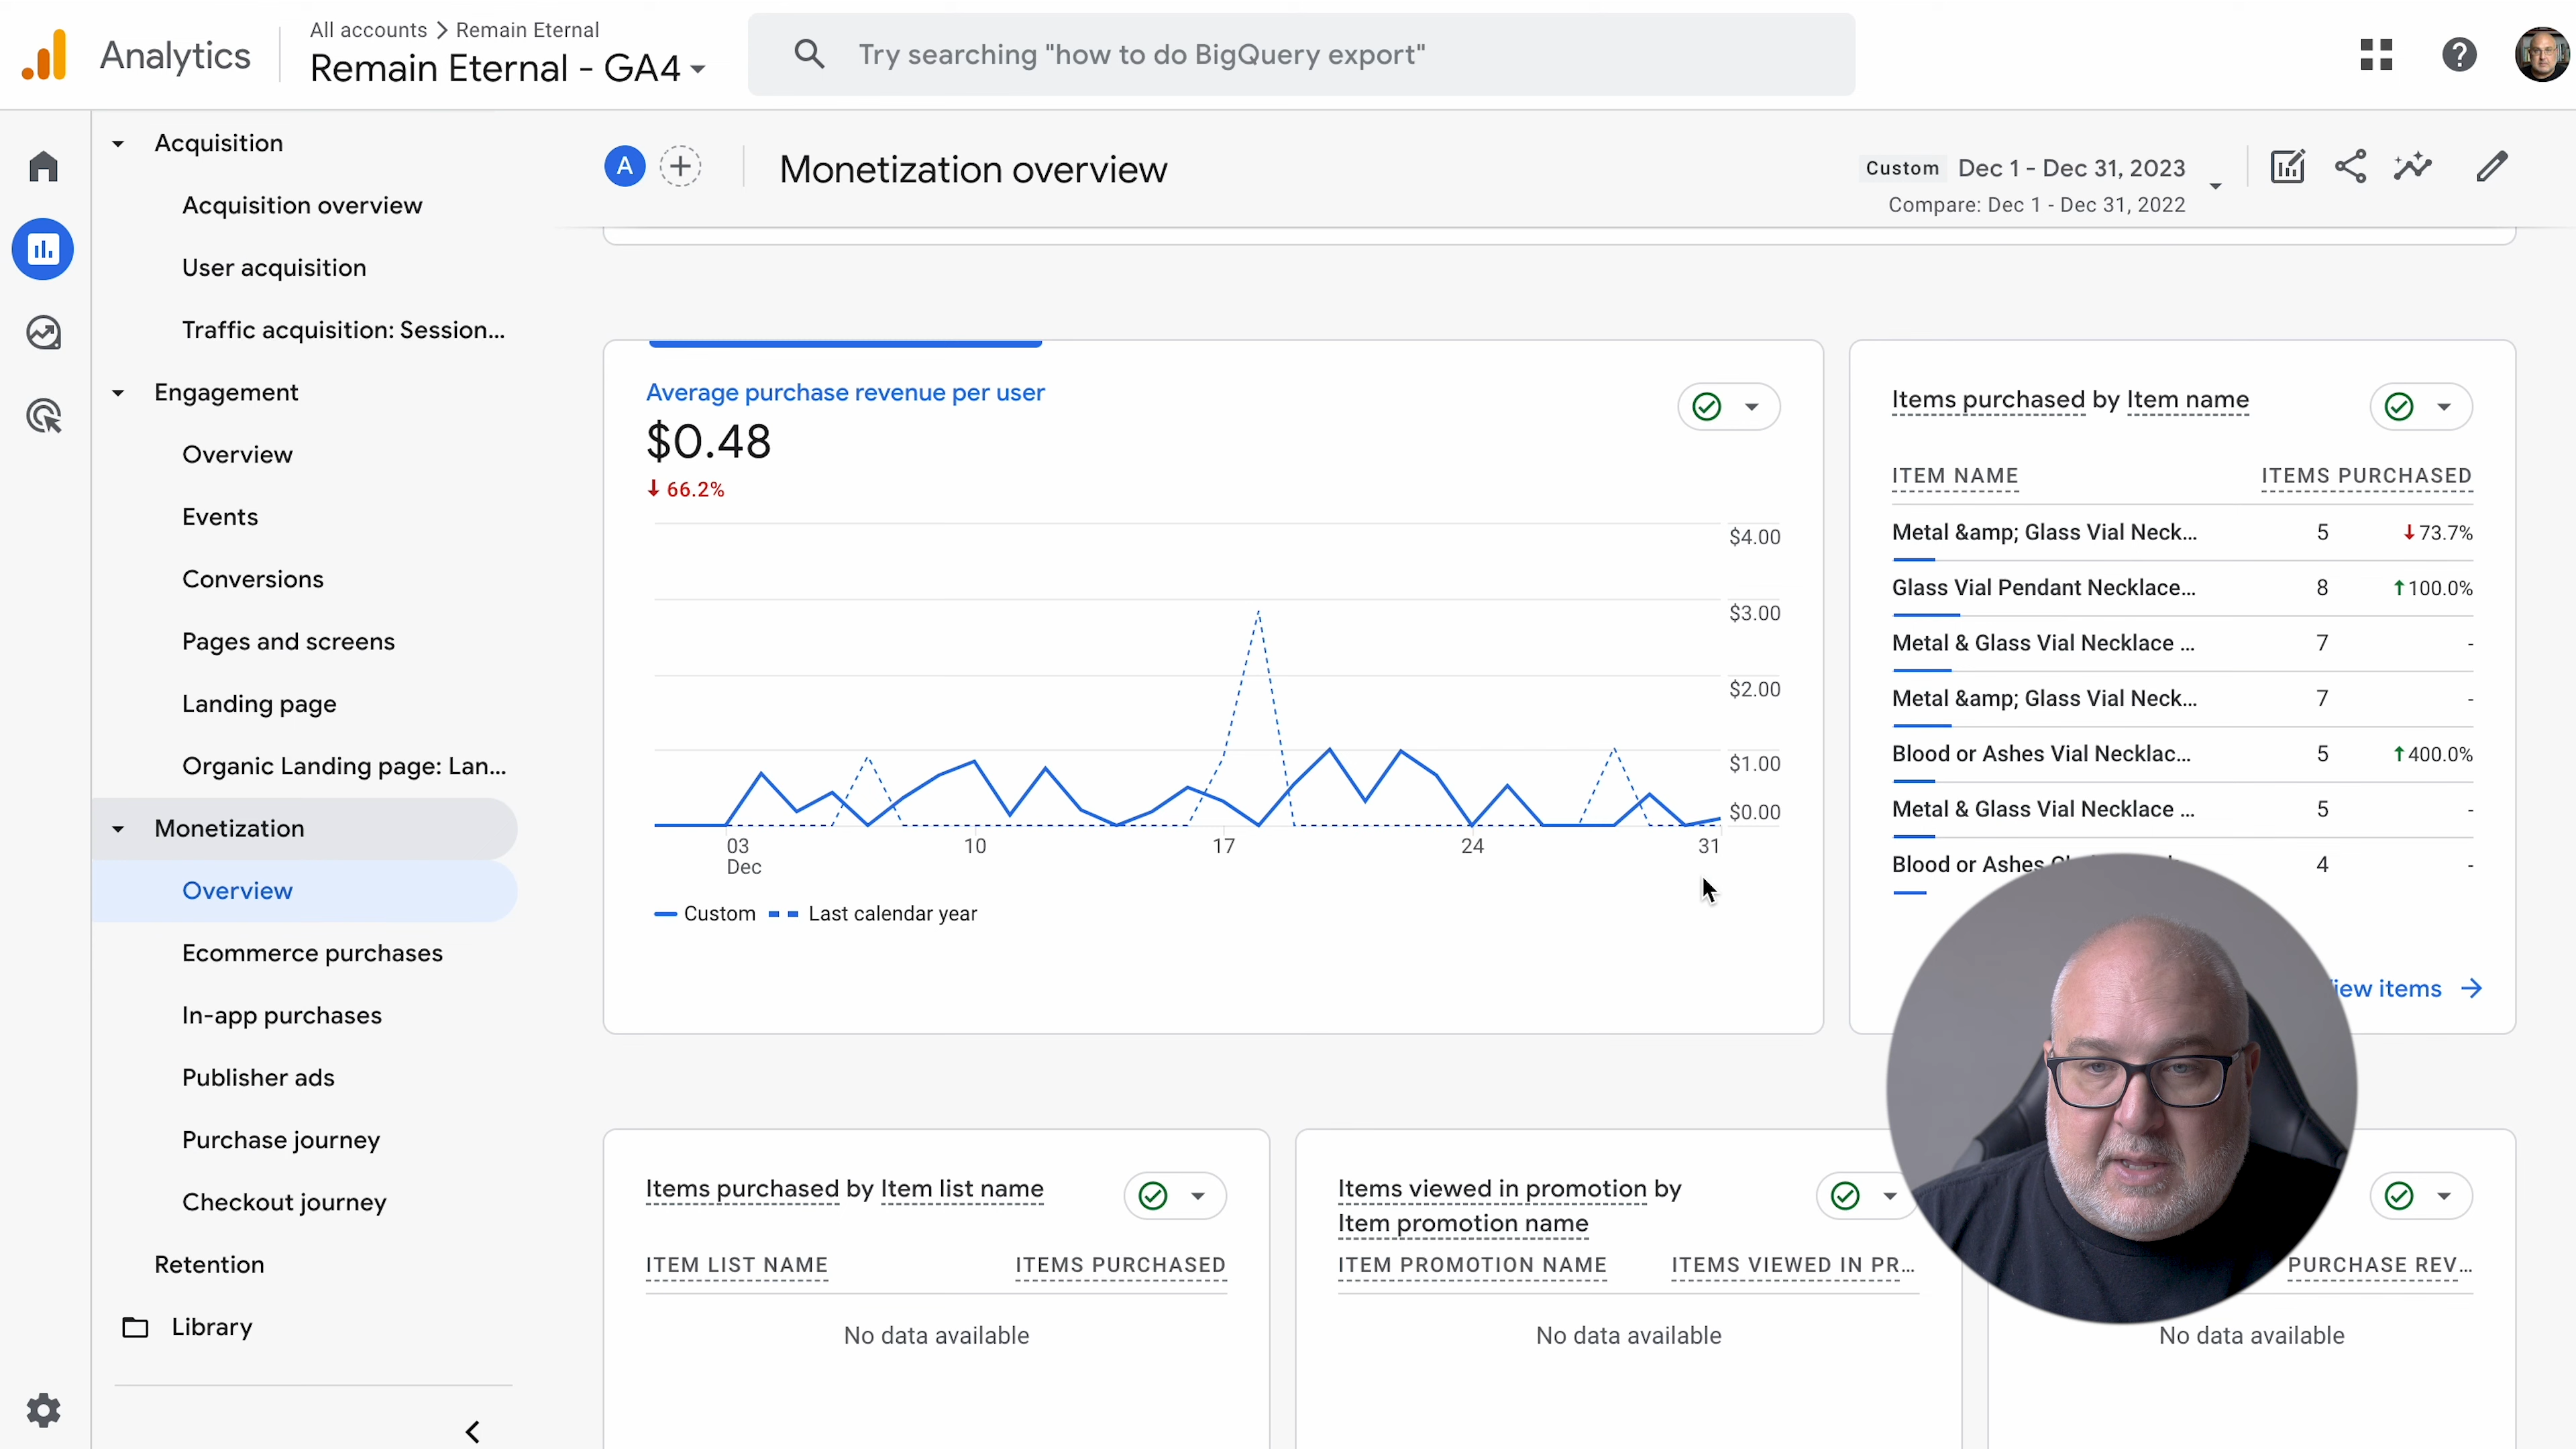 Analytics
All accounts > Remain Eternal
Remain Eternal - GA4
Try searching "how to do BigQuery export"
Acquisition
Acquisition overview
User acquisition
Traffic acquisition: Session...
Engagement
Overview
Events
Conversions
Pages and screens
Landing page
Organic Landing page: Lan...
Monetization
Overview
Ecommerce purchases
In-app purchases
Publisher ads
Purchase journey
Checkout journey
Retention
Library
A
Monetization overview
Custom Dec 1 - Dec 31, 2023
Compare: Dec 1 - Dec 31, 2022
Average purchase revenue per user
$0.48
66.2%
$4.00
$3.00
$2.00
$1.00
$0.00
03 10 17 24 31
Dec
Custom Last calendar year
Items purchased by Item name
ITEM NAME ITEMS PURCHASED
Metal &amp; Glass Vial Neck... 5 73.7%
Glass Vial Pendant Necklace... 8 100.0%
Metal & Glass Vial Necklace ... 7 -
Metal &amp; Glass Vial Neck... 7 -
Blood or Ashes Vial Necklac... 5 400.0%
Metal & Glass Vial Necklace ... 5 -
Blood or Ashes 4 -
items
Items purchased by Item list name
ITEM LIST NAME ITEMS PURCHASED
No data available
Items viewed in promotion by
Item promotion name
ITEM PROMOTION NAME ITEMS VIEWED IN PR...
No data available
PURCHASE REV...
No data available